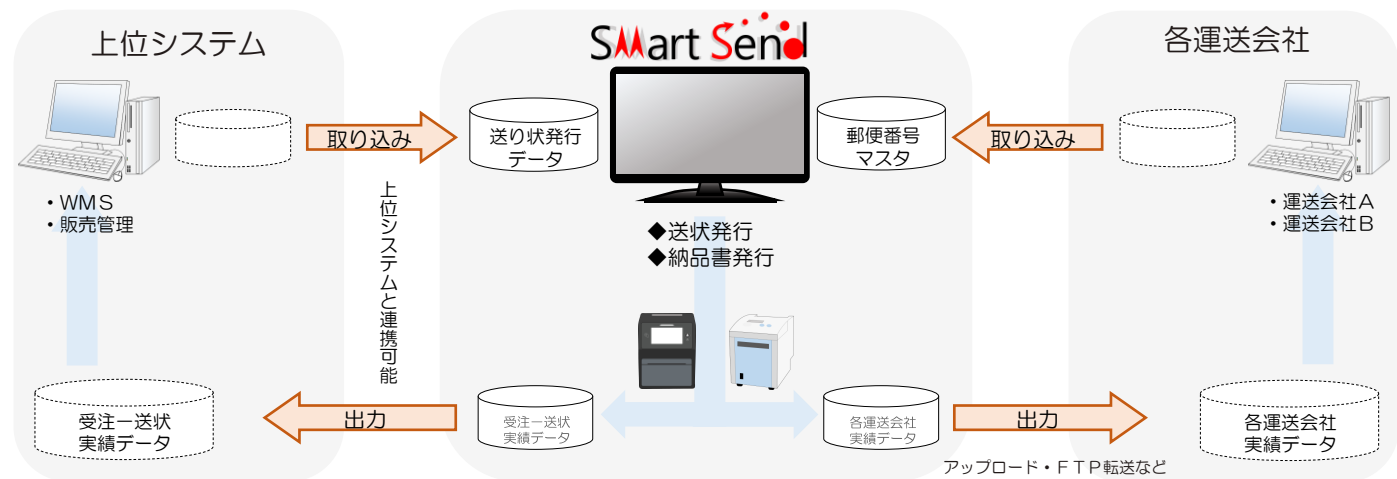 上位システム
SMart Send
各運送会社
取り込み
送り状発行
データ
郵便番号
マスタ
取り込み
・WMS
・販売管理
上位システムと連携可能
◆送状発行
◆納品書発行
・運送会社A
・運送会社B
受注ー送状
実績データ
出力
受注ー送状
実績データ
各運送会社
実績データ
出力
各運送会社
実績データ
アップロード・FTP転送など